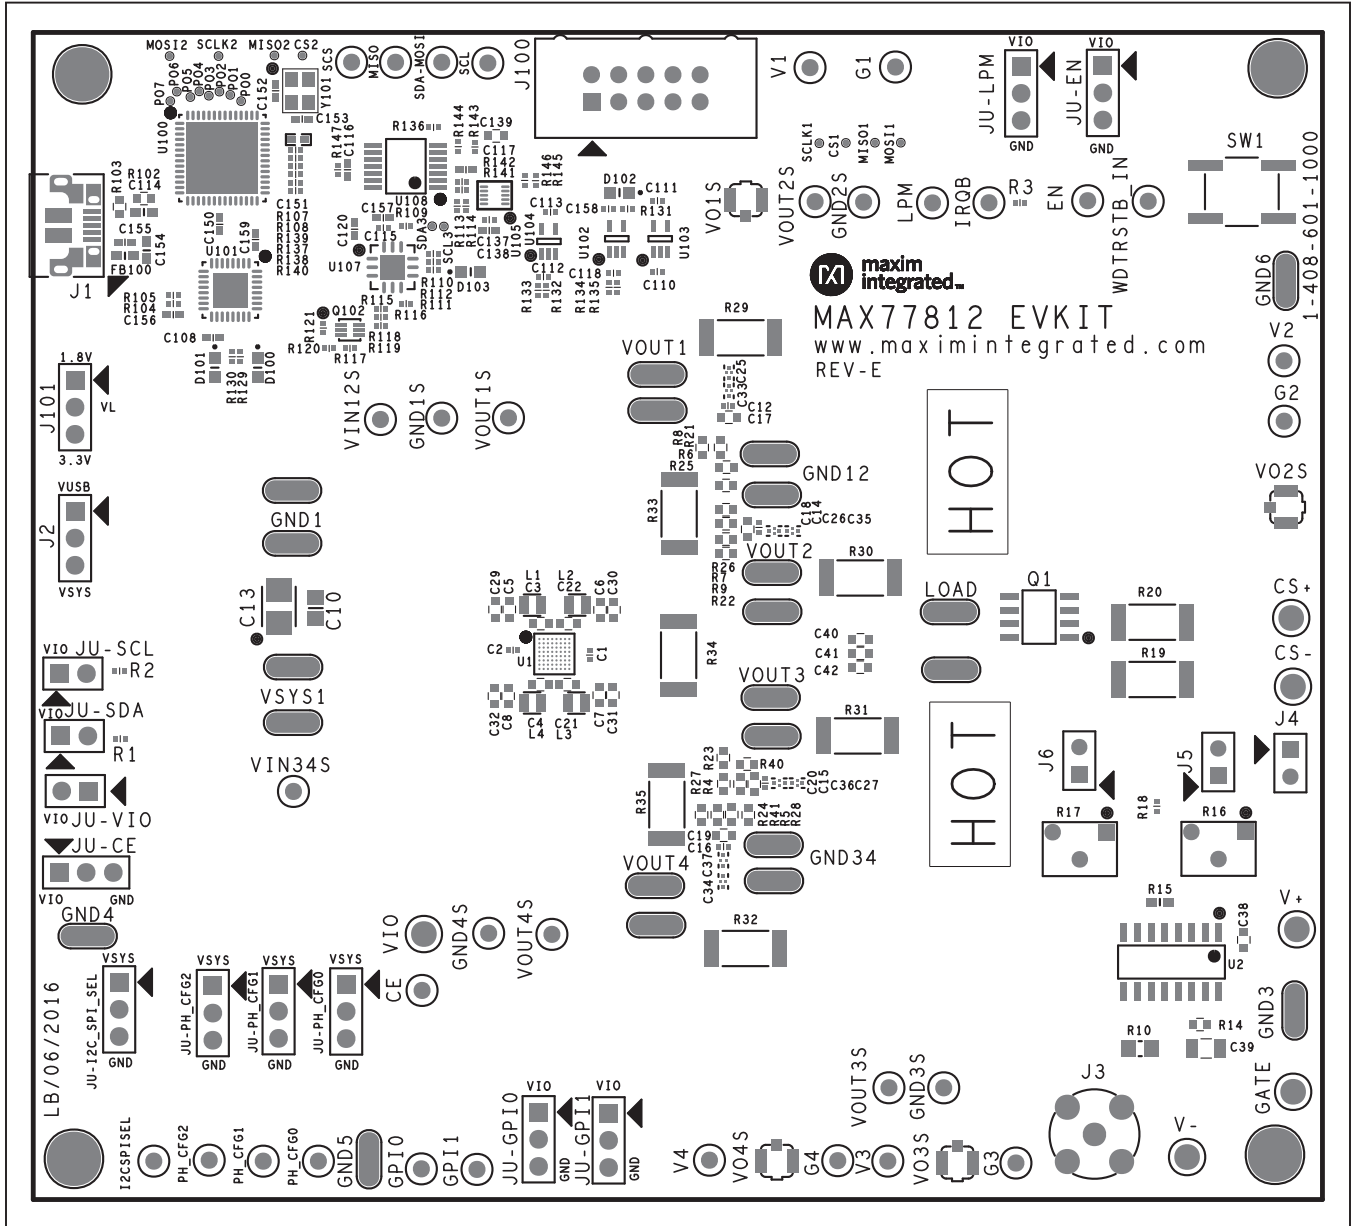 MOSI2
SCLK2
MISO2
CS2
PO7
PO6
PO5
PO4
PO3
PO2
PO1
PO0
C152
Y101
SCS
MISO
SDA-MOSI
SCL
J100
V1
G1
VIO
JU-LPM
GND
VIO
JU-EN
GND
U100
C153
R147
C116
R136
R144
R143
C139
C117
R142
R141
R146
R145
D102
C111
SCLK1
CS1
MISO1
MOSI1
SW1
1-408-601-1000
R103
R102
C114
C155
C154
FB100
J1
C150
C159
U101
C151
R107
R108
R139
R137
R138
R140
C120
C157
C115
U107
U108
R109
SDA3
SCL3
R113
R114
C137
C138
U105
U104
C113
C158
R131
U102
U103
VO1S
VOUT2S
GND2S
LPM
IRQB
R3
EN
WDTRSTB_IN
GND6
R105
R104
C156
C108
R110
R112
R111
D103
C112
R133
R132
C118
R134
R135
C110
maxim
integrated™
MAX77812 EVKIT
www.maximintegrated.com
REV-E
R115
R116
Q102
R121
R120
R117
R118
R119
D101
R130
R129
D100
R29
VOUT1
C33
C25
C12
C17
V2
G2
1.8V
J101
VL
3.3V
VIN12S
GND1S
VOUT1S
R8
R21
R6
R25
GND12
HOT
VO2S
VUSB
J2
VSYS
GND1
R33
C18
C14
C26
C35
VOUT2
R30
R26
R7
R9
R22
LOAD
Q1
R20
CS+
C13
C10
C29
C5
L1
C3
L2
C22
C6
C30
C2
U1
C1
R34
C40
C41
C42
R19
CS-
VIO
JU-SCL
R2
VSYS1
VOUT3
VIO
JU-SDA
R1
C32
C8
C4
L4
C21
L3
C7
C31
R31
HOT
J6
J5
J4
VIN34S
R23
R40
R27
R4
C20
C15
C36
C27
VIO
JU-VIO
R35
R24
R41
R5
R28
R17
R18
R16
JU-CE
VIO
GND
C19
C16
C37
C34
GND34
VOUT4
R15
V+
GND4
VIO
GND4S
VOUT4S
R32
C38
U2
LB/06/2016
VSYS
JU-I2C_SPI_SEL
GND
VSYS
JU-PH_CFG2
GND
VSYS
JU-PH_CFG1
GND
VSYS
JU-PH_CFG0
GND
CE
GND3
R10
R14
C39
VOUT3S
GND3S
J3
GATE
VIO
JU-GPI0
GND
VIO
JU-GPI1
GND
I2CSPISEL
PH_CFG2
PH_CFG1
PH_CFG0
GND5
GPI0
GPI1
V4
VO4S
G4
V3
VO3S
G3
V-